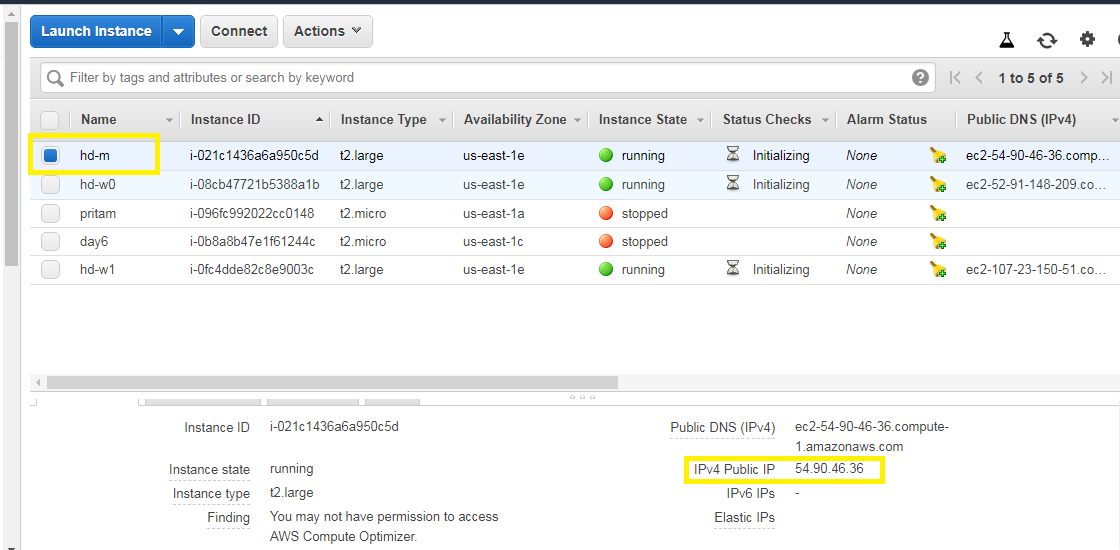 Launch Instance Connect Actions
Filter by tags and attributes or search by keyword ? 1 to 5 of 5
Name Instance ID Instance Type Availability Zone Instance State Status Checks Alarm Status Public DNS (IPv4)
hd-m i-021c1436a6a950c5d t2.large us-east-1e running Initializing None ec2-54-90-46-36.comp…
hd-w0 i-08cb47721b5388a1b t2.large us-east-1e running Initializing None ec2-52-91-148-209.co…
pritam i-096fc992022cc0148 t2.micro us-east-1a stopped None
day6 i-0b8a8b47e1f61244c t2.micro us-east-1c stopped None
hd-w1 i-0fc4dde82c8e9003c t2.large us-east-1e running Initializing None ec2-107-23-150-51.co…
Instance ID i-021c1436a6a950c5d Public DNS (IPv4) ec2-54-90-46-36.compute-
1.amazonaws.com
Instance state running IPv4 Public IP 54.90.46.36
Instance type t2.large IPv6 IPs -
Finding You may not have permission to access Elastic IPs
AWS Compute Optimizer.